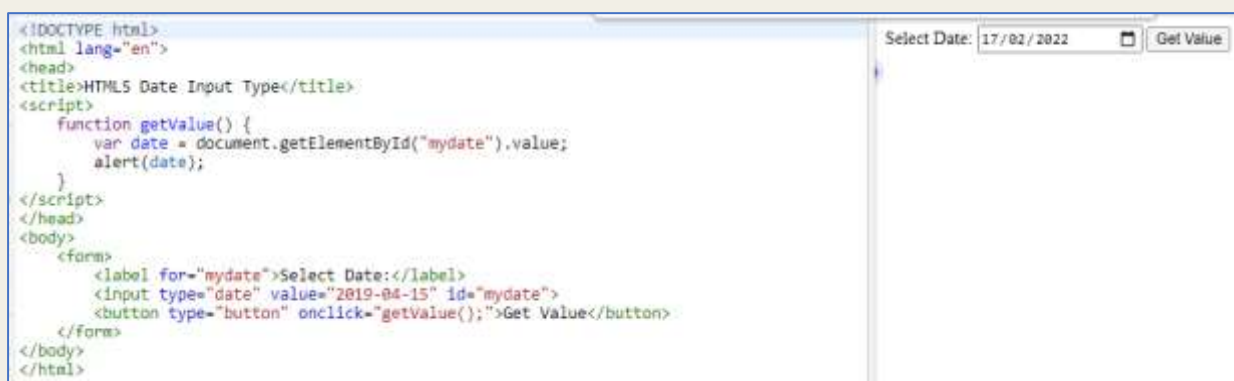 <!DOCTYPE html>
<html lang="en">
<head>
<title>HTML5 Date Input Type</title>
<script>
function getValue() {
var date = document.getElementById("mydate").value;
alert(date);
}
</script>
</head>
<body>
<form>
<label for="mydate">Select Date:</label>
<input type="date" value="2019-04-15" id="mydate">
<button type="button" onclick="getValue();">Get Value</button>
</form>
</body>
</html>
Select Date: 17/02/2022 Get Value